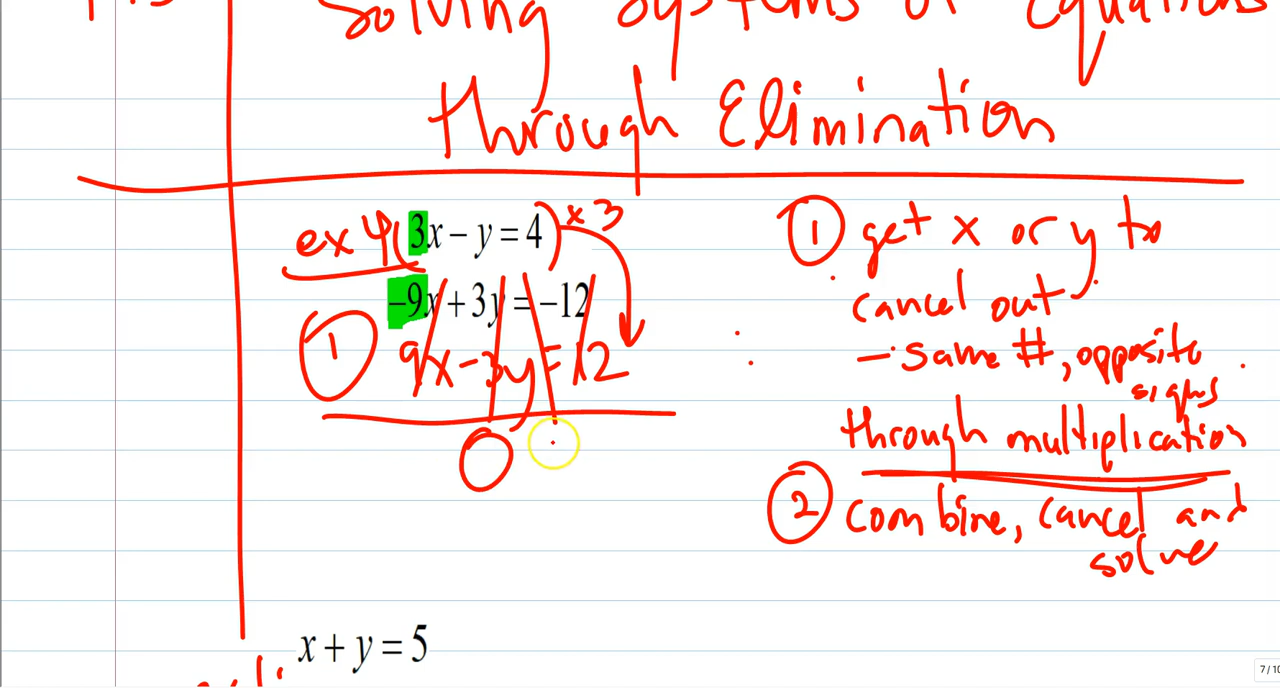 Solving Systems of Equations
through Elimination
ex 4 (3x − y = 4) x 3
−9x + 3y = −12
① 9x − 3y = 12
0
① get x or y to
cancel out
− same #, opposite
signs
through multiplication
② combine, cancel and
solve
x + y = 5
7 / 10